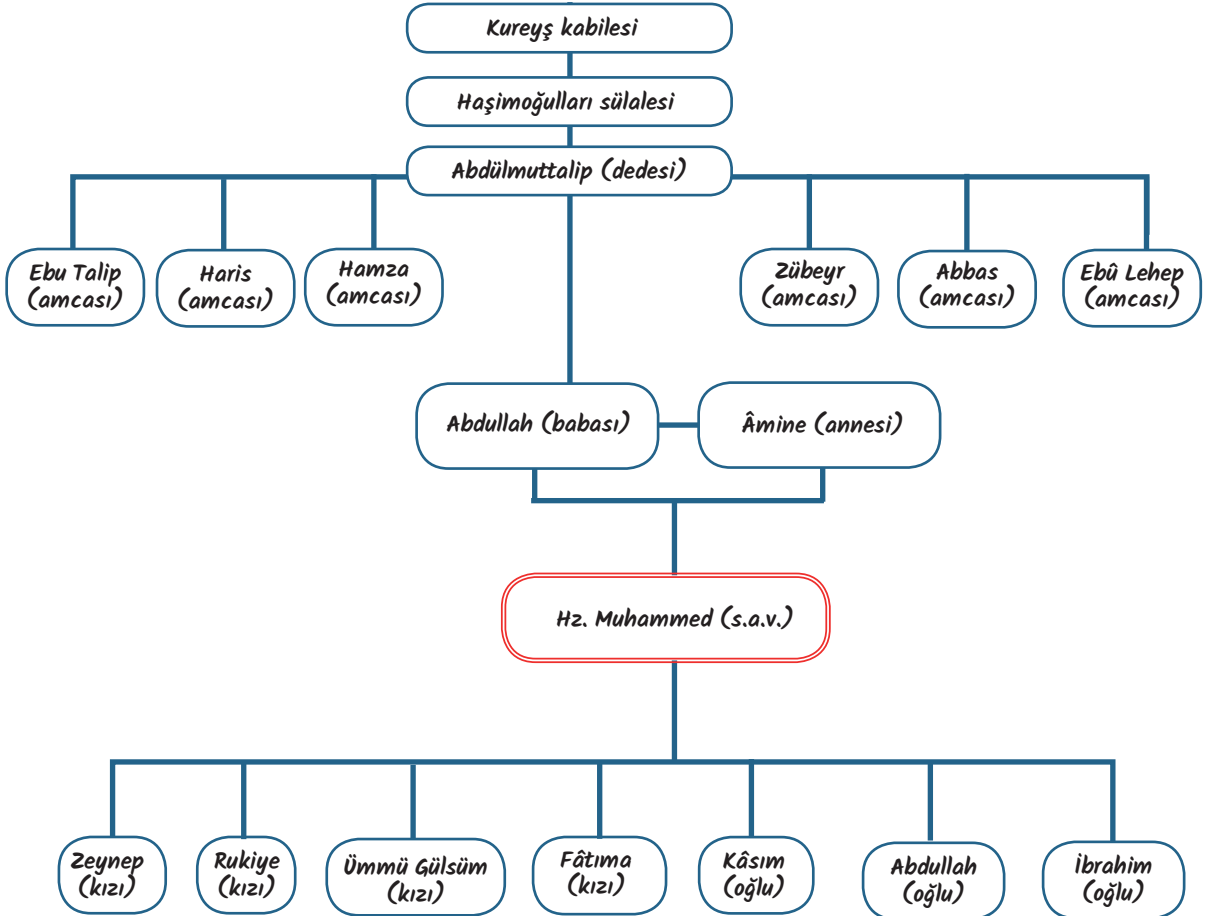 Kureyş kabilesi
Haşimoğulları sülalesi
Abdülmuttalip (dedesi)
Ebu Talip
(amcası)
Haris
(amcası)
Hamza
(amcası)
Zübeyr
(amcası)
Abbas
(amcası)
Ebû Lehep
(amcası)
Abdullah (babası)
Âmine (annesi)
Hz. Muhammed (s.a.v.)
Zeynep
(kızı)
Rukiye
(kızı)
Ümmü Gülsüm
(kızı)
Fâtıma
(kızı)
Kâsım
(oğlu)
Abdullah
(oğlu)
İbrahim
(oğlu)